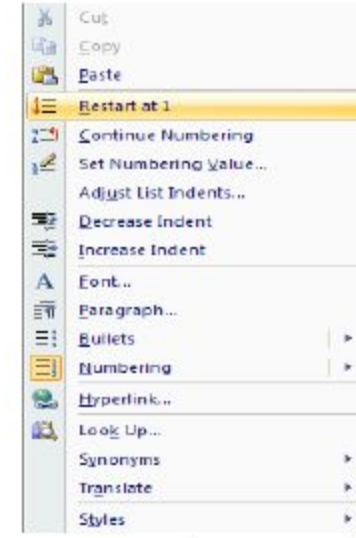 Cut
Copy
Paste
Restart at 1
Continue Numbering
Set Numbering Value...
Adjust List Indents...
Decrease Indent
Increase Indent
Font...
Paragraph...
Bullets
Numbering
Hyperlink...
Look Up...
Synonyms
Translate
Styles